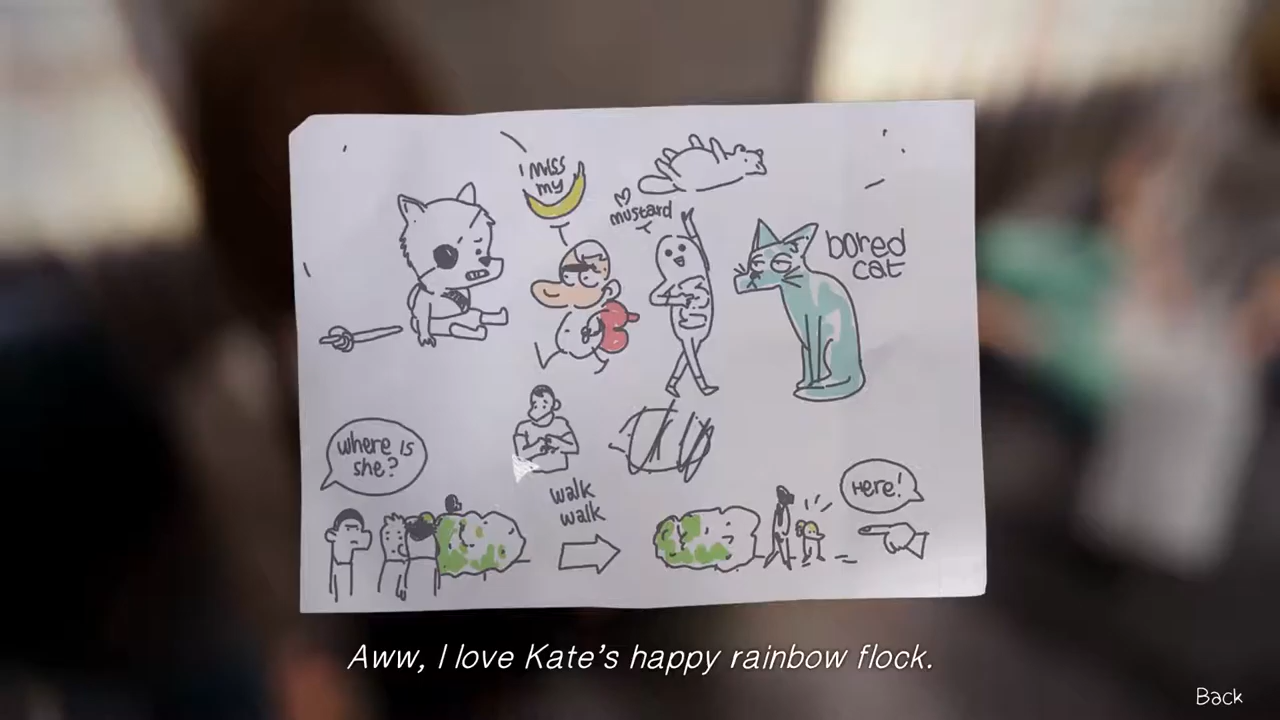 I MISS
MY
mustard
bored
cat
where is
she?
walk
walk
Here!
Aww, I love Kate's happy rainbow flock.
Back